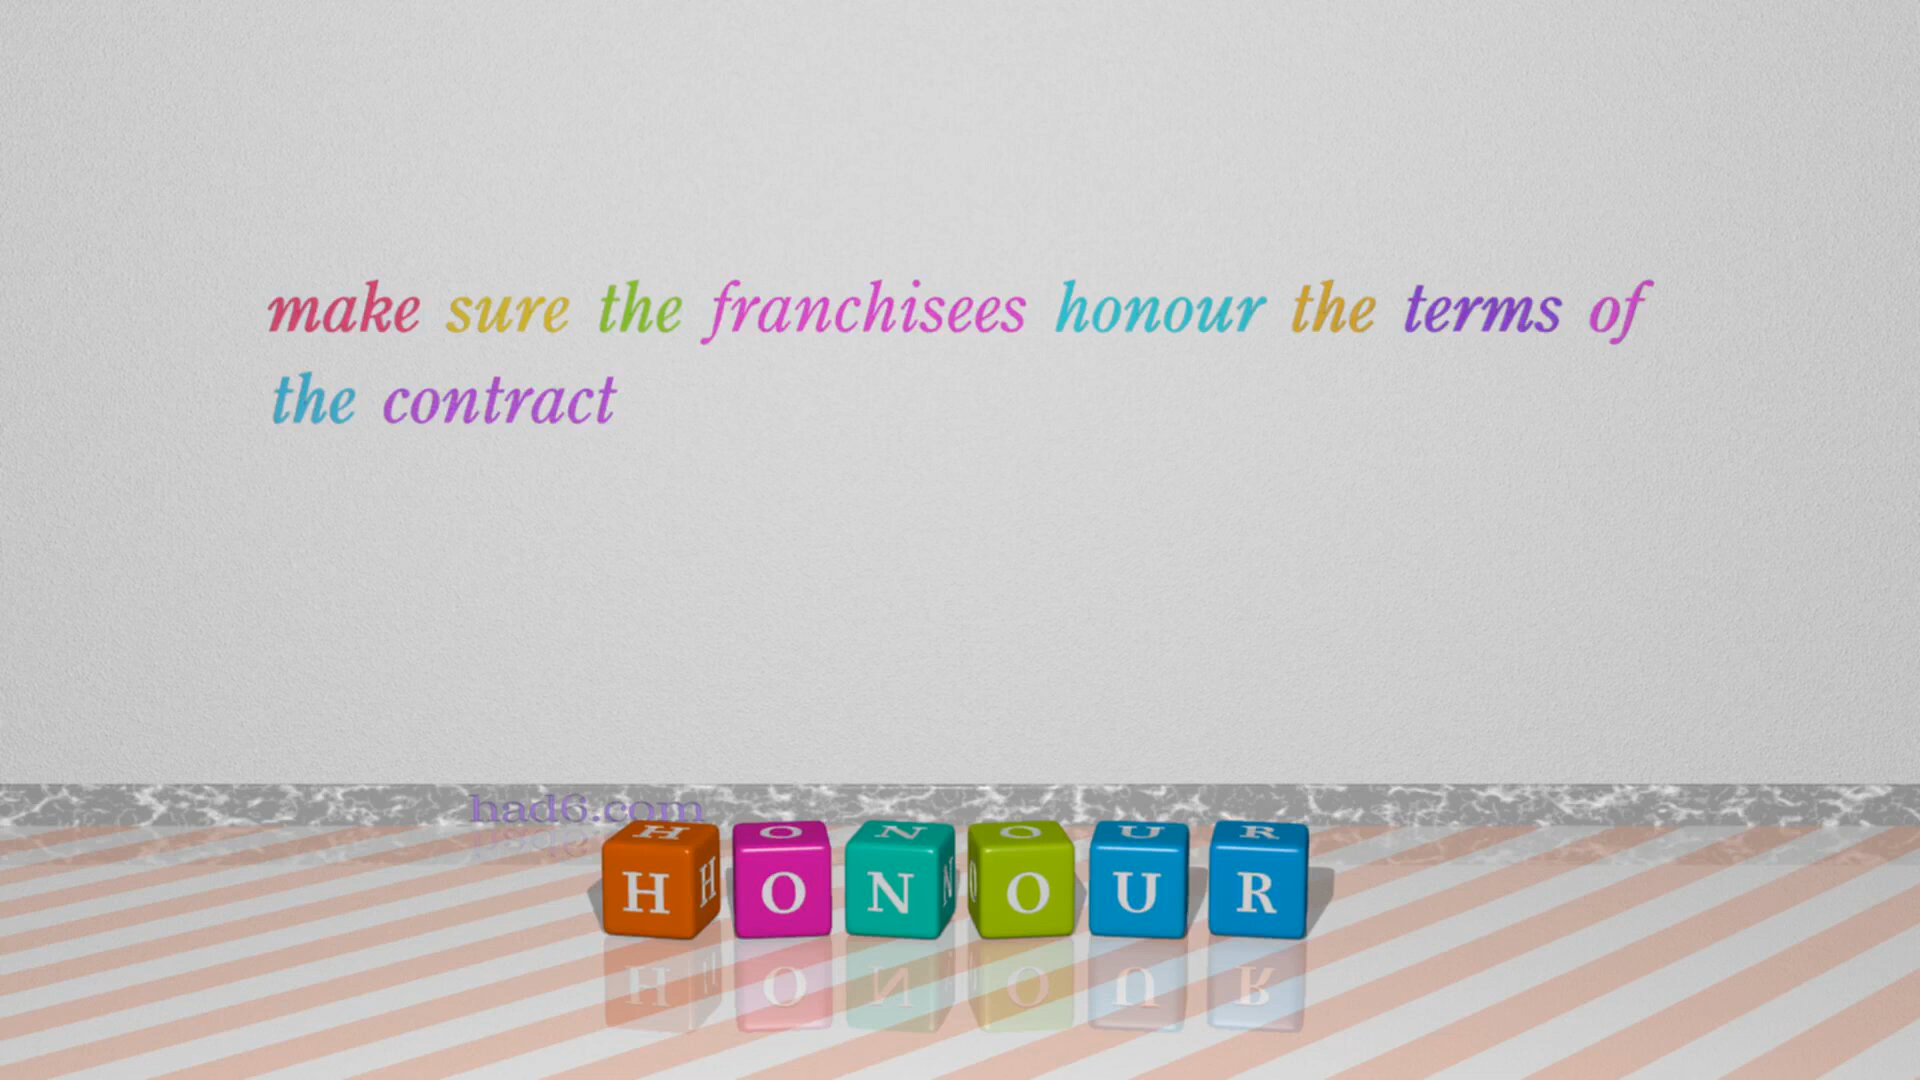 make sure the franchisees honour the terms of
the contract
had6.com
HONOUR